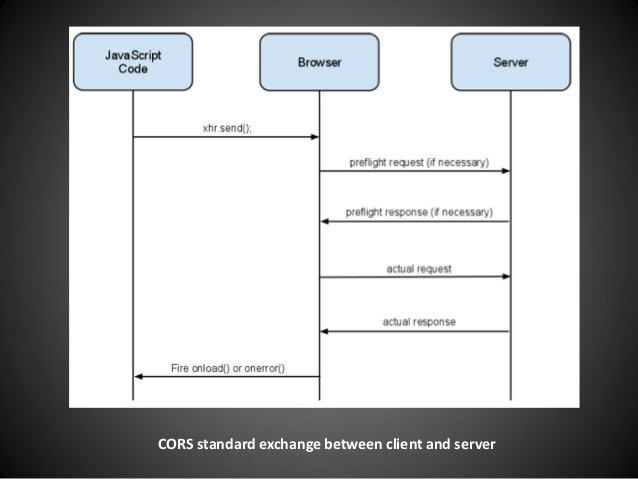 JavaScript
Code
Browser
Server
xhr.send();
preflight request (if necessary)
preflight response (if necessary)
actual request
actual response
Fire onload() or onerror()
CORS standard exchange between client and server